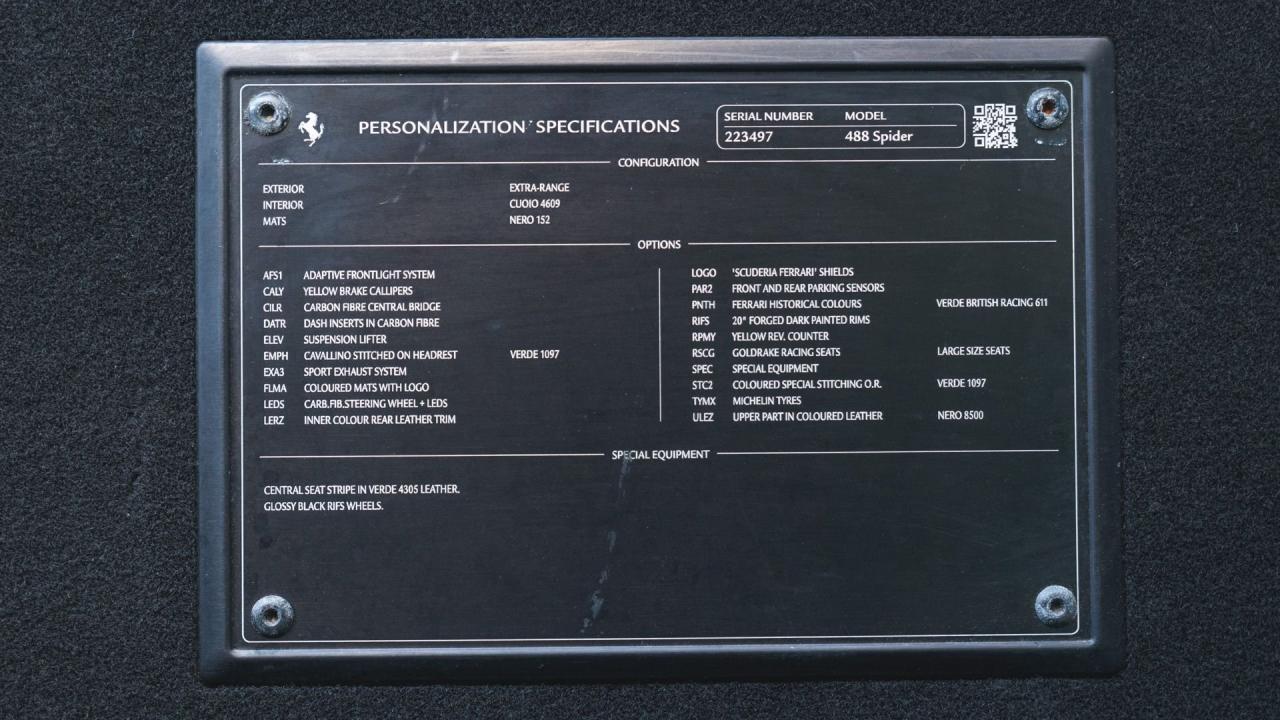 PERSONALIZATION SPECIFICATIONS
SERIAL NUMBER MODEL
223497 488 Spider
CONFIGURATION
EXTERIOR EXTRA-RANGE
INTERIOR CUOIO 4609
MATS NERO 152
OPTIONS
AFS1 ADAPTIVE FRONTLIGHT SYSTEM
CALY YELLOW BRAKE CALLIPERS
CILR CARBON FIBRE CENTRAL BRIDGE
DATR DASH INSERTS IN CARBON FIBRE
ELEV SUSPENSION LIFTER
EMPH CAVALLINO STITCHED ON HEADREST VERDE 1097
EXA3 SPORT EXHAUST SYSTEM
FLMA COLOURED MATS WITH LOGO
LEDS CARB.FIB.STEERING WHEEL + LEDS
LERZ INNER COLOUR REAR LEATHER TRIM
LOGO 'SCUDERIA FERRARI' SHIELDS
PAR2 FRONT AND REAR PARKING SENSORS
PNTH FERRARI HISTORICAL COLOURS VERDE BRITISH RACING 611
RIFS 20" FORGED DARK PAINTED RIMS
RPMY YELLOW REV. COUNTER
RSCG GOLDRAKE RACING SEATS LARGE SIZE SEATS
SPEC SPECIAL EQUIPMENT
STC2 COLOURED SPECIAL STITCHING O.R. VERDE 1097
TYMX MICHELIN TYRES
ULEZ UPPER PART IN COLOURED LEATHER NERO 8500
SPECIAL EQUIPMENT
CENTRAL SEAT STRIPE IN VERDE 4305 LEATHER.
GLOSSY BLACK RIFS WHEELS.